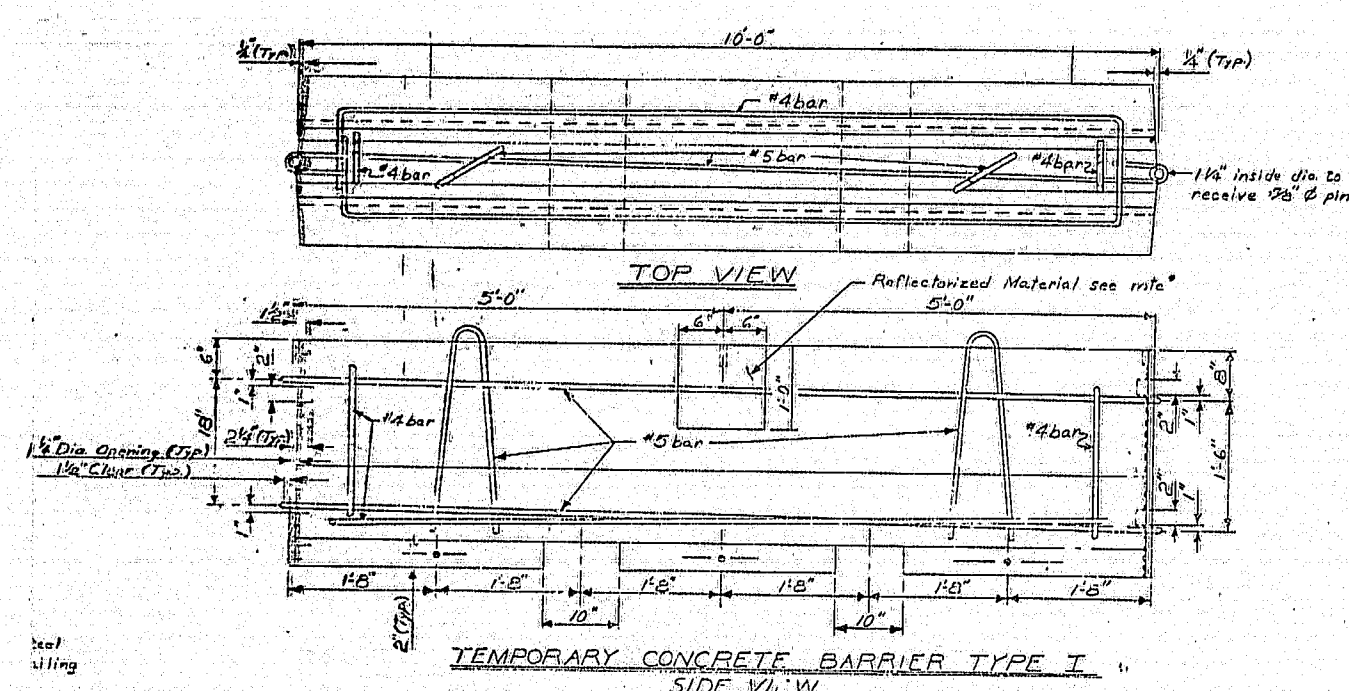 10'-0"
¼" (Typ)
¼" (Typ)
#4 bar
#5 bar
#4 bar
#4 bar
1¼" inside dia. to
receive ⅞" ϕ pin
TOP VIEW
Reflectorized Material see note*
5'-0"
5'-0"
1½"
6" 6"
6"
2"
1"
18"
1'-0"
8"
2"
1"
#4 bar
#5 bar
#4 bar
2¼" (Typ)
1¼" Dia. Opening (Typ)
1½" Clear (Typ.)
1'-6"
2"
1"
1"
1'-8" 1'-8" 1'-8" 1'-8" 1'-8" 1'-8"
2" (Typ)
10" 10"
TEMPORARY CONCRETE BARRIER TYPE I
SIDE VIEW